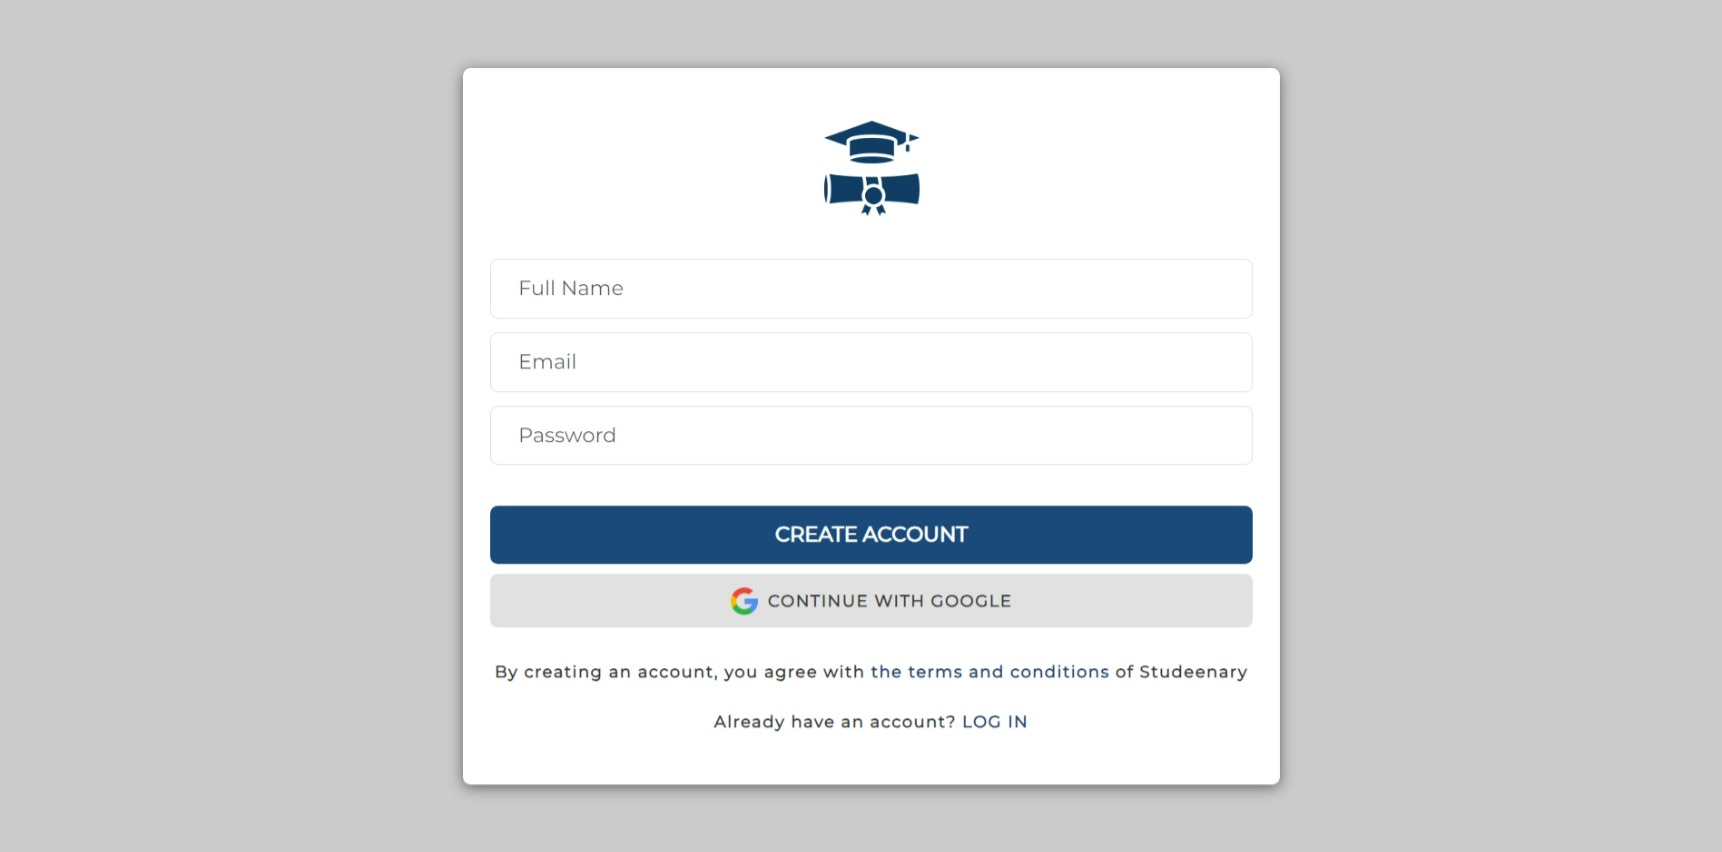 Full Name
Email
Password
CREATE ACCOUNT
CONTINUE WITH GOOGLE
By creating an account, you agree with the terms and conditions of Studeenary
Already have an account? LOG IN